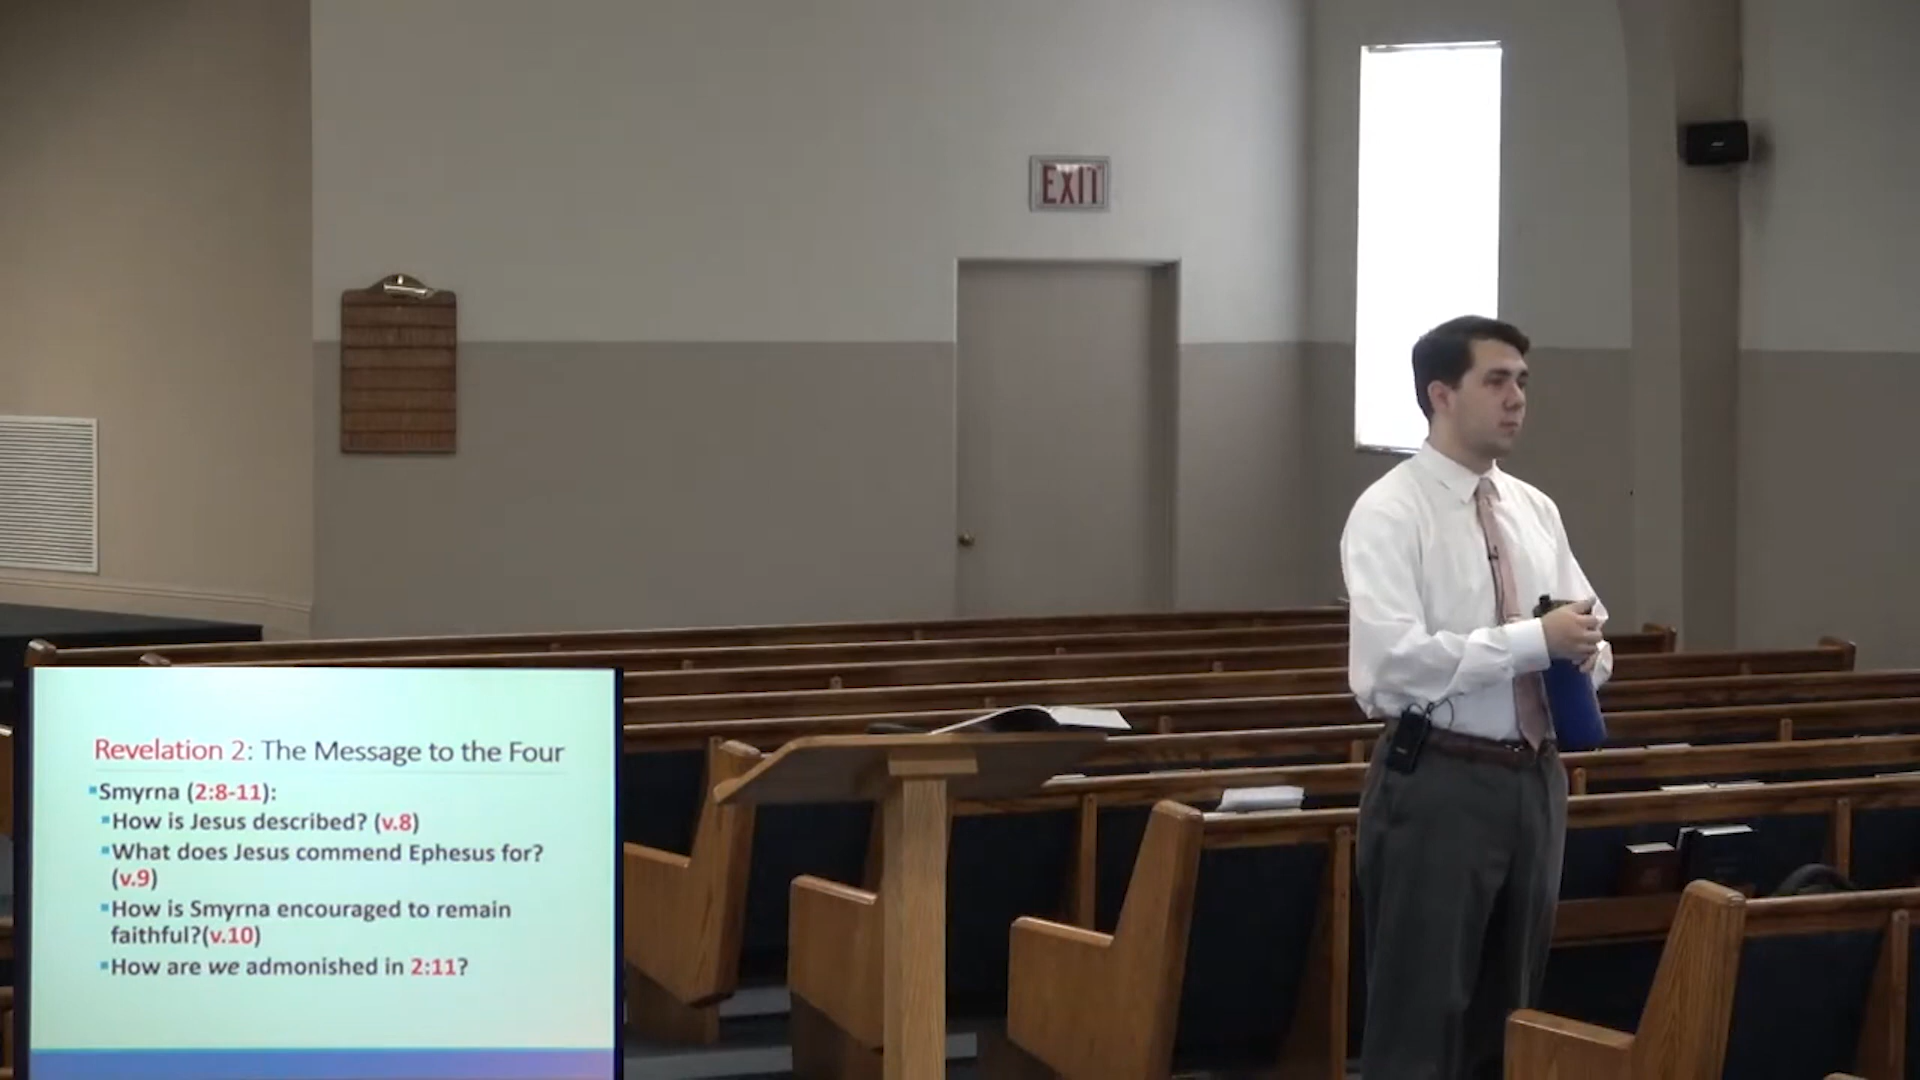 EXIT
Revelation 2: The Message to the Four
Smyrna (2:8-11):
How is Jesus described? (v.8)
What does Jesus commend Ephesus for?
(v.9)
How is Smyrna encouraged to remain
faithful?(v.10)
How are we admonished in 2:11?